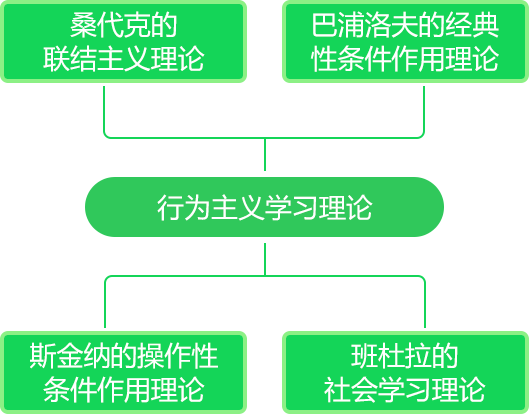 桑代克的
联结主义理论
巴浦洛夫的经典
性条件作用理论
行为主义学习理论
斯金纳的操作性
条件作用理论
班杜拉的
社会学习理论